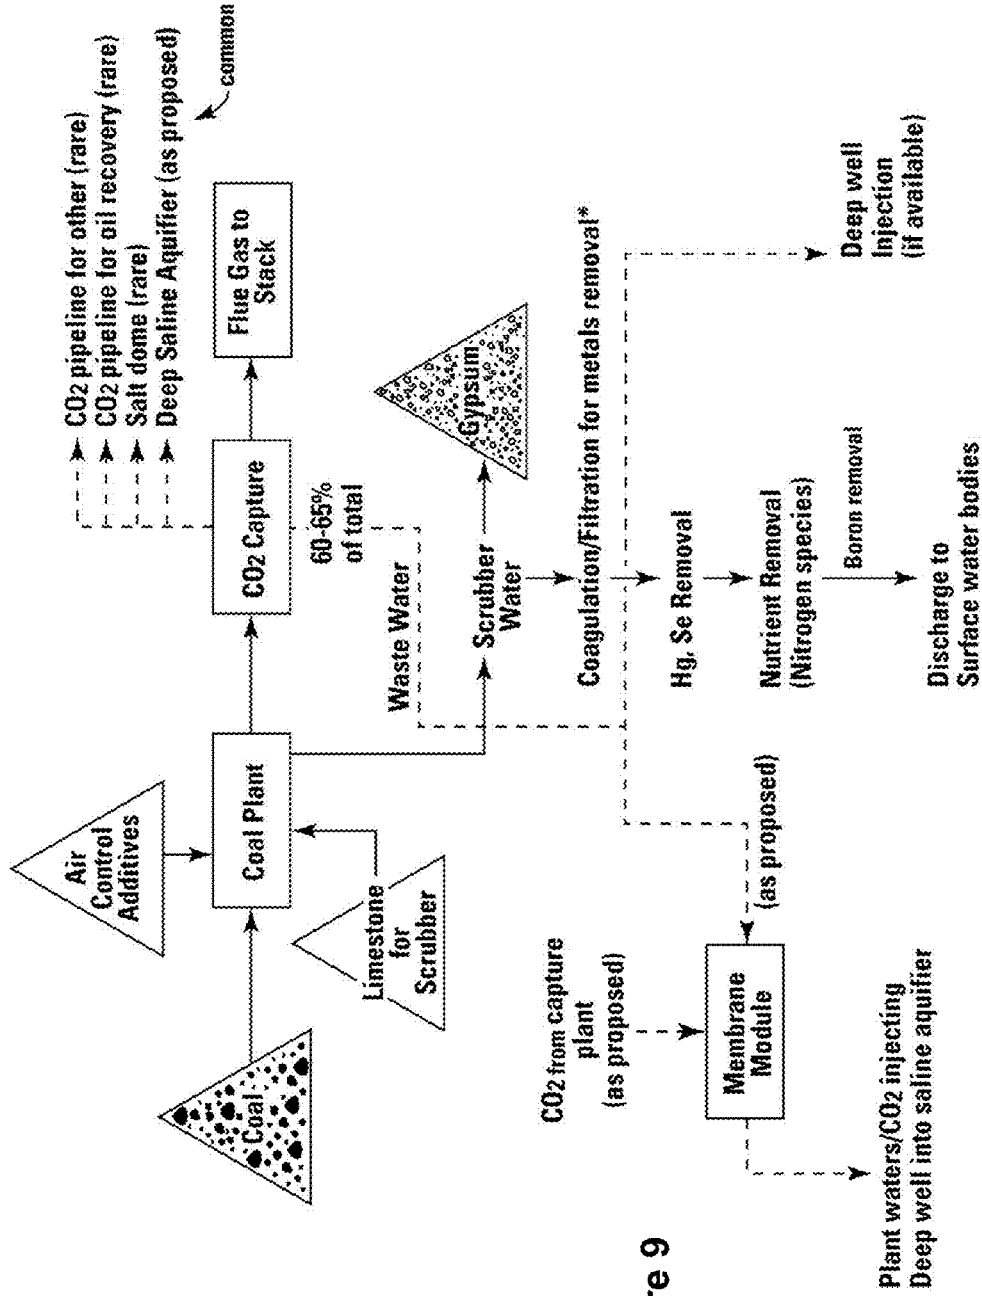 CO2 pipeline for other (rare)
CO2 pipeline for oil recovery (rare)
Salt dome (rare)
Deep Saline Aquifier (as proposed)
common
Air
Control
Additives
Coal
Coal Plant
CO2 Capture
Flue Gas to
Stack
Limestone
for
Scrubber
60-65%
of total
Waste Water
Scrubber
Water
Gypsum
Coagulation/Filtration for metals removal*
CO2 from capture
plant
(as proposed)
Hg, Se Removal
Membrane
Module
(as proposed)
Nutrient Removal
(Nitrogen species)
Boron removal
Deep well
Injection
(if available)
Plant waters/CO2 injecting
Deep well into saline aquifier
Discharge to
Surface water bodies
re 9